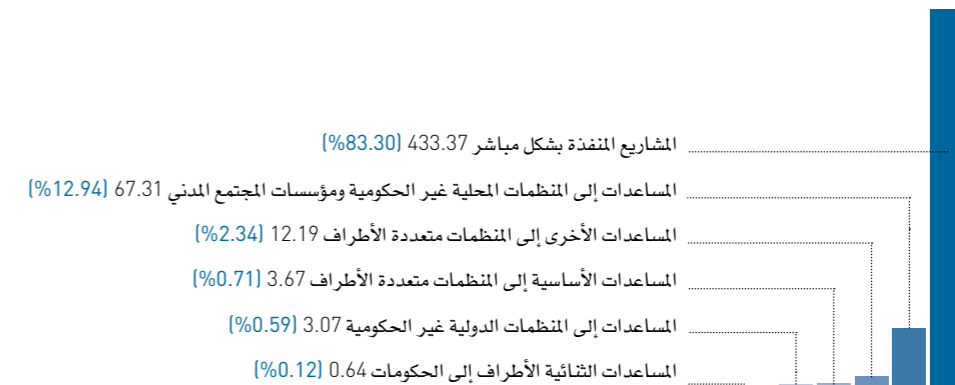 المشاريع المنفذة بشكل مباشر 433.37 (83.30%)
المساعدات إلى المنظمات المحلية غير الحكومية ومؤسسات المجتمع المدني 67.31 (12.94%)
المساعدات الأخرى إلى المنظمات متعددة الأطراف 12.19 (2.34%)
المساعدات الأساسية إلى المنظمات متعددة الأطراف 3.67 (0.71%)
المساعدات إلى المنظمات الدولية غير الحكومية 3.07 (0.59%)
المساعدات الثنائية الأطراف إلى الحكومات 0.64 (0.12%)